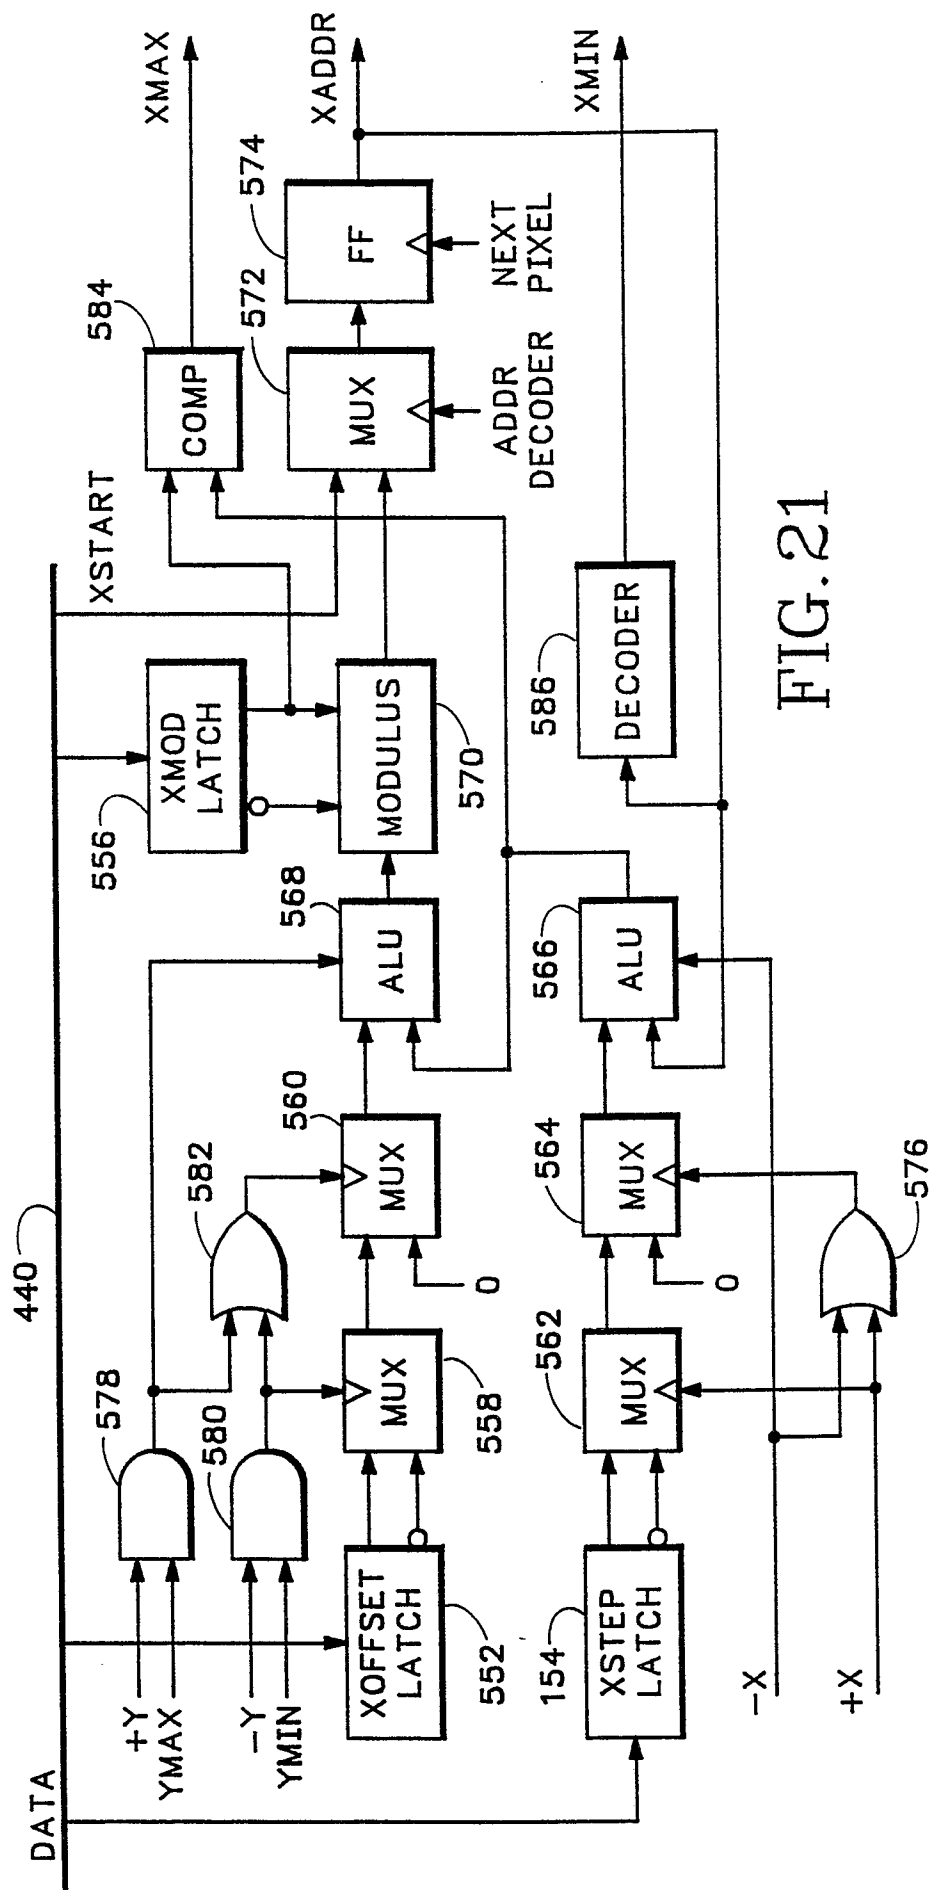 DATA
440
+Y
YMAX
578
-Y
YMIN
580
582
XOFFSET
LATCH
552
MUX
558
0
MUX
560
ALU
568
XMOD
LATCH
556
MODULUS
570
XSTART
COMP
584
XMAX
MUX
572
ADDR
DECODER
FF
574
NEXT
PIXEL
XADDR
XSTEP
LATCH
154
MUX
562
0
MUX
564
ALU
566
DECODER
586
XMIN
-X
+X
576
FIG.21